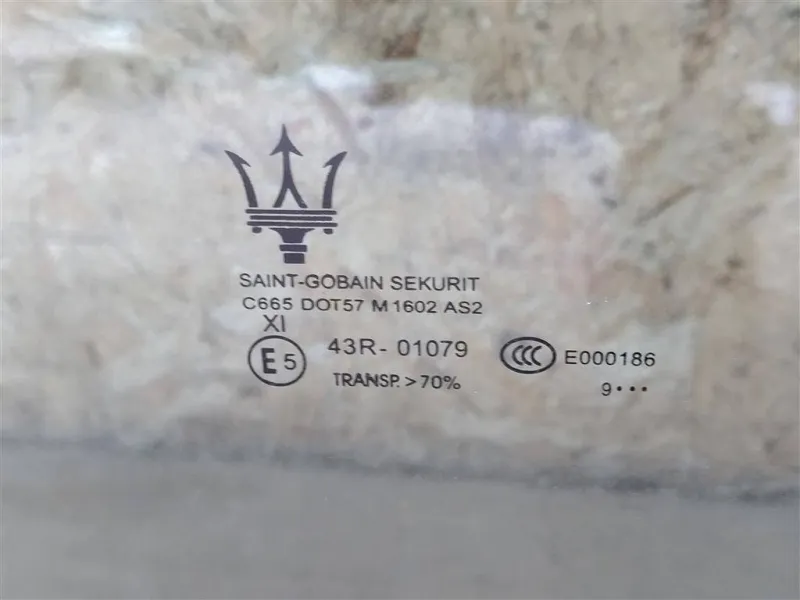 SAINT-GOBAIN SEKURIT
C665 DOT57 M1602 AS2
XI
E5 43R-01079 CCC E000186
TRANSP.>70% 9•••